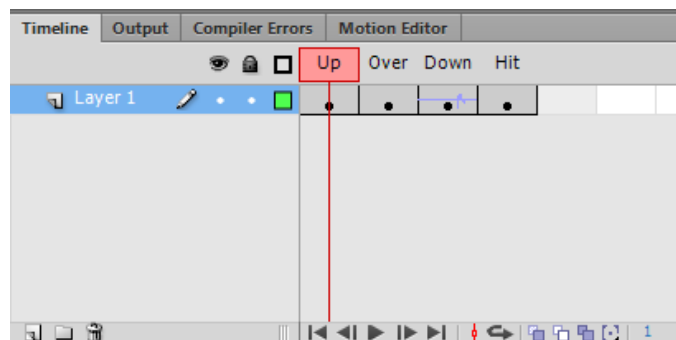 Timeline Output Compiler Errors Motion Editor
Up Over Down Hit
Layer 1
1